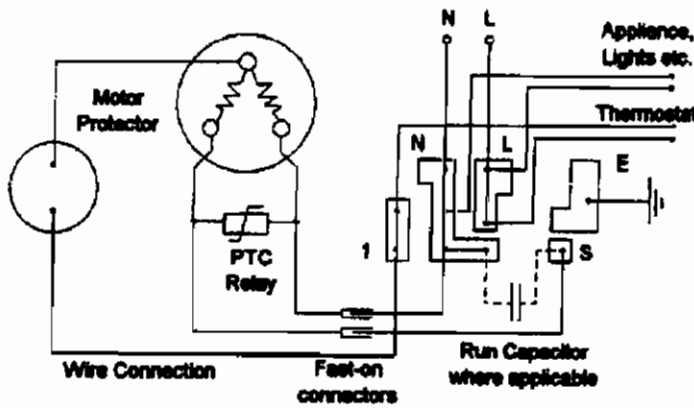 N L
Appliance,
Lights etc.
Thermostat
Motor
Protector
N L
E
PTC
Relay
1
S
Wire Connection
Fast-on
connectors
Run Capacitor
where applicable